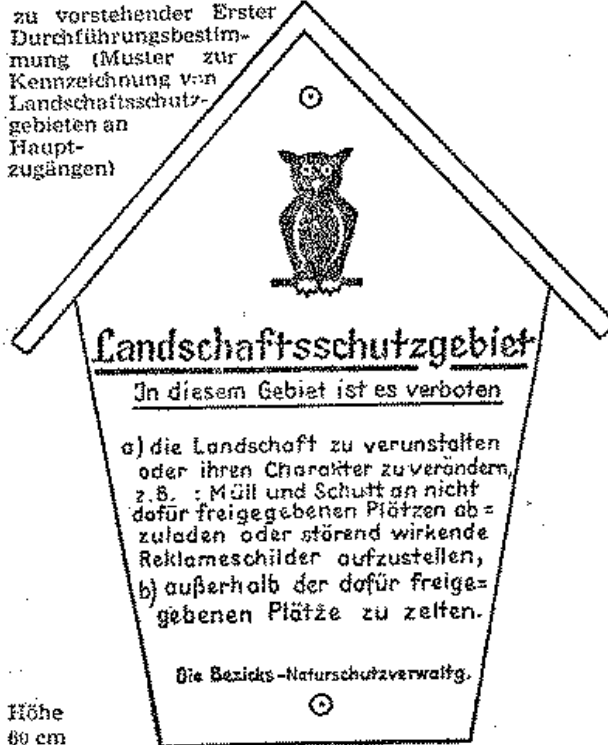 zu vorstehender Erster
Durchführungsbestim-
mung (Muster zur
Kennzeichnung von
Landschaftsschutz-
gebieten an
Haupt-
zugängen)
Landschaftsschutzgebiet
In diesem Gebiet ist es verboten
a) die Landschaft zu verunstalten
oder ihren Charakter zu verändern,
z.B. : Müll und Schutt an nicht
dafür freigegebenen Plätzen ab=
zuladen oder störend wirkende
Reklameschilder aufzustellen,
b) außerhalb der dafür freige=
gebenen Plätze zu zelten.
Die Bezirks-Naturschutzverwaltg.
Höhe
60 cm